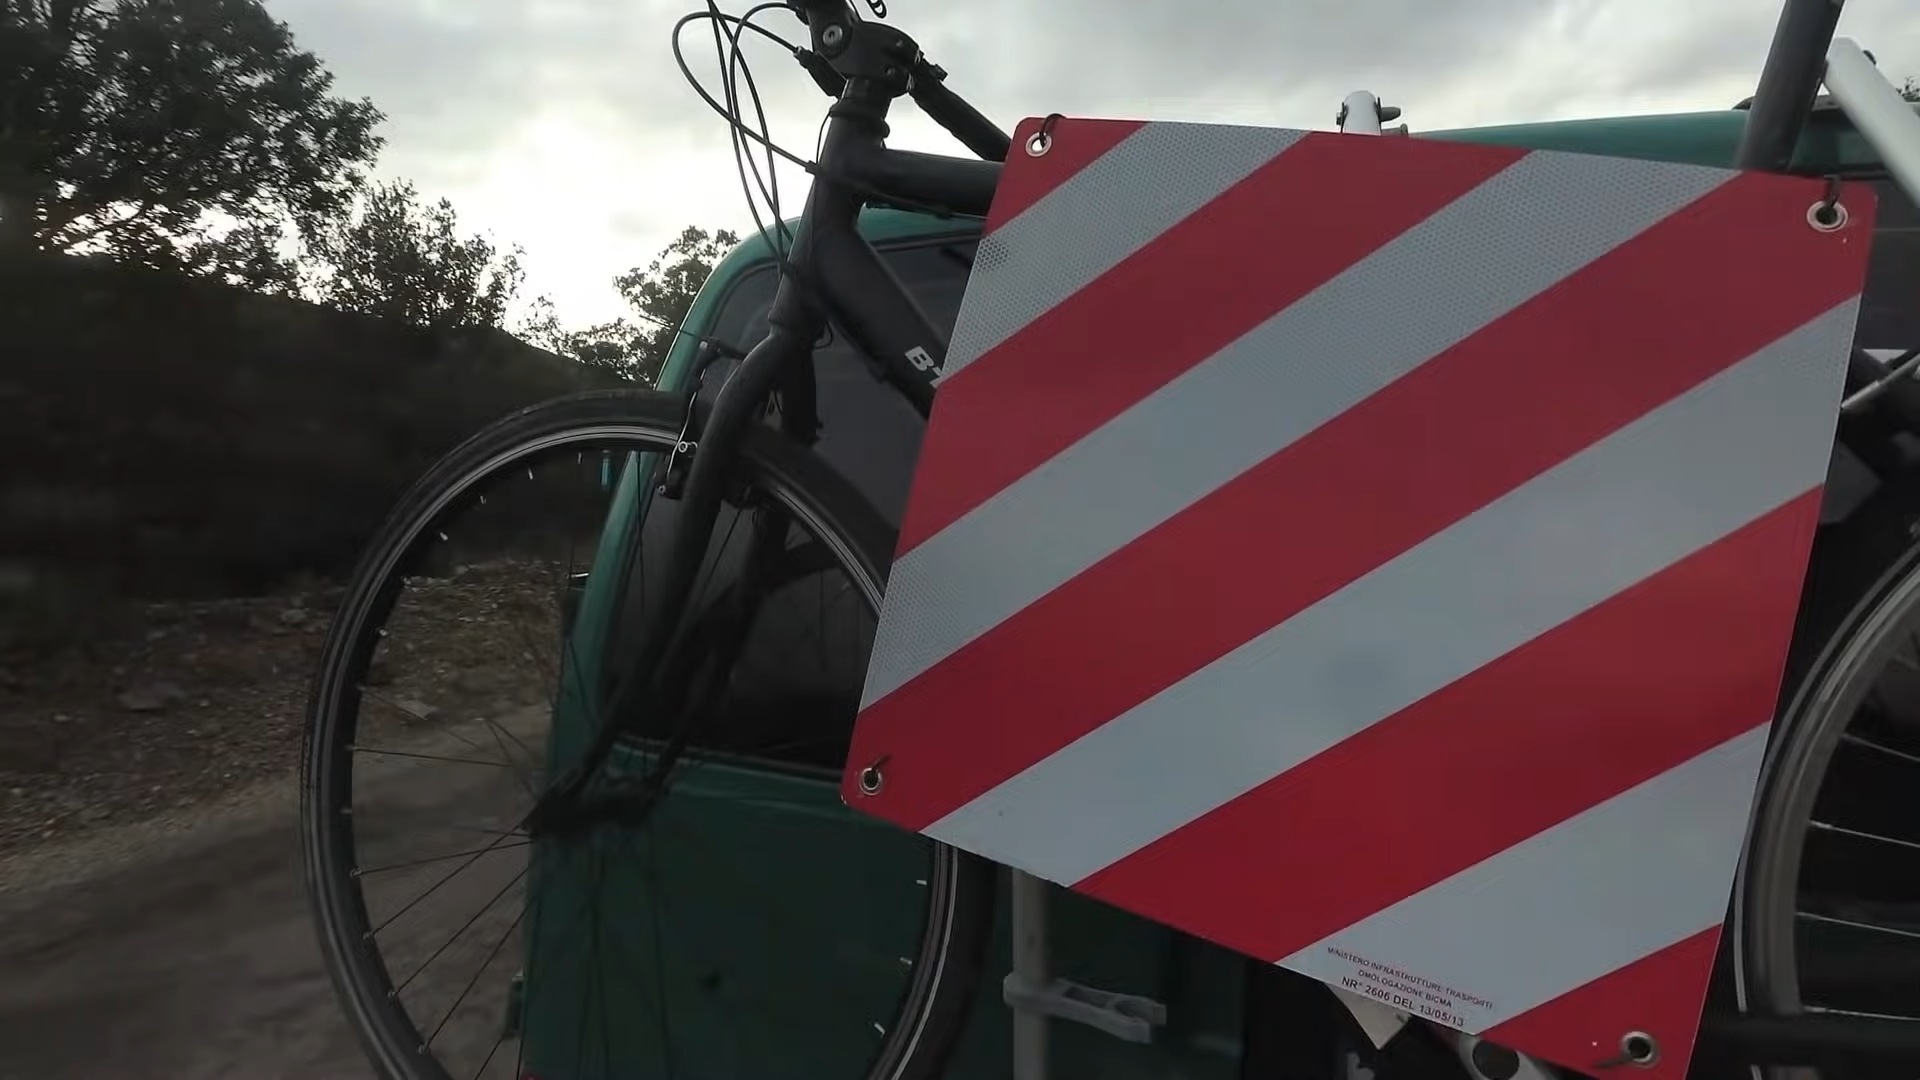 MINISTERO INFRASTRUTTURE TRASPORTI
OMOLOGAZIONE BICMA
NR° 2606 DEL 13/05/13